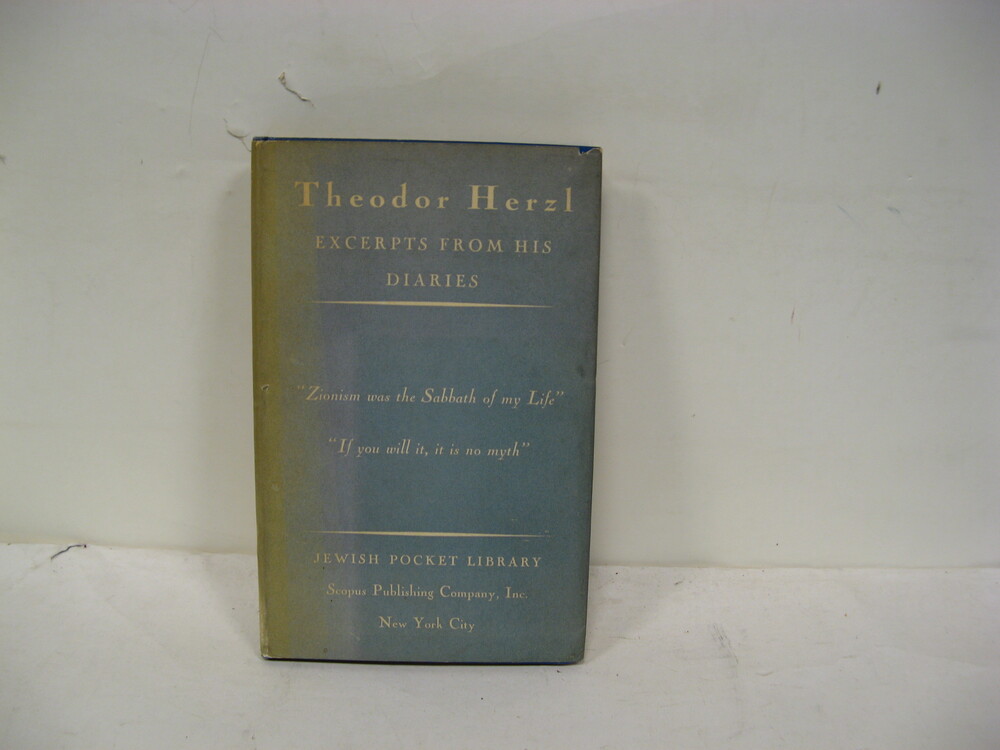 Theodor Herzl
EXCERPTS FROM HIS
DIARIES
"Zionism was the Sabbath of my Life"
"If you will it, it is no myth"
JEWISH POCKET LIBRARY
Scopus Publishing Company, Inc.
New York City